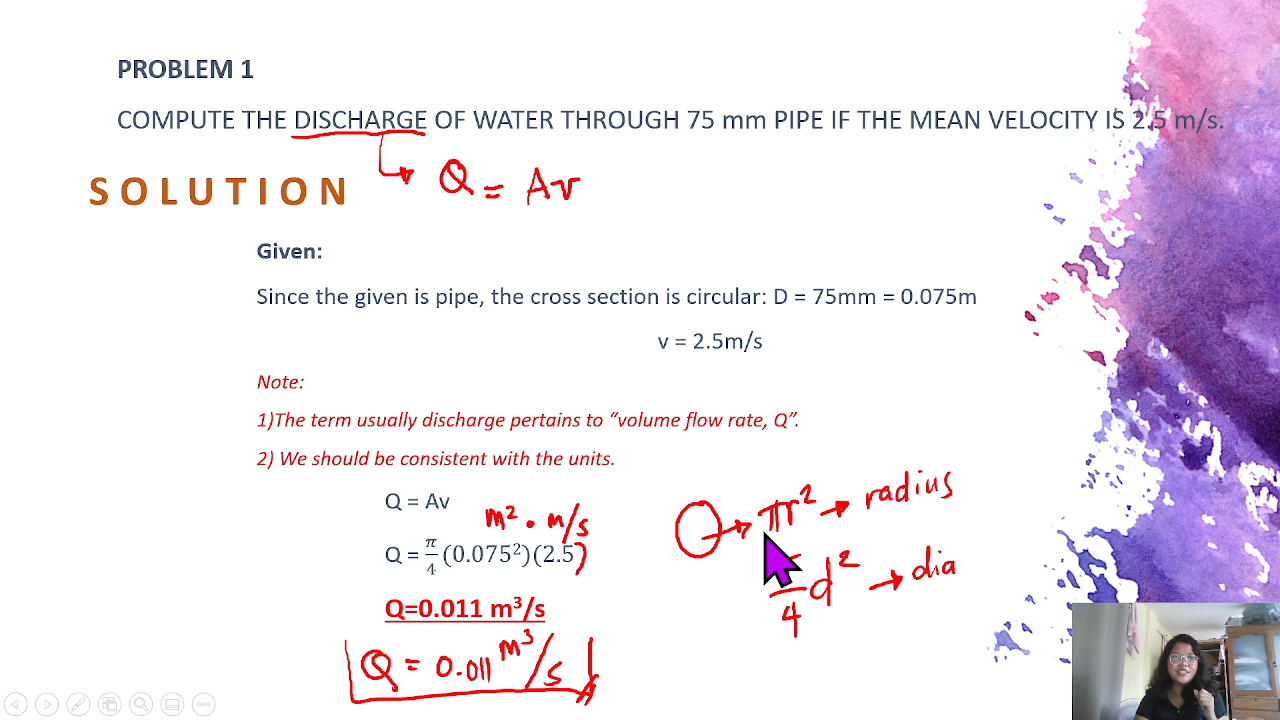 PROBLEM 1
COMPUTE THE DISCHARGE OF WATER THROUGH 75 mm PIPE IF THE MEAN VELOCITY IS 2.5 m/s.
Q = Av
SOLUTION
Given:
Since the given is pipe, the cross section is circular: D = 75mm = 0.075m
v = 2.5m/s
Note:
1)The term usually discharge pertains to “volume flow rate, Q”.
2) We should be consistent with the units.
Q = Av
m² • m/s
Q = π/4 (0.075²)(2.5)
Q=0.011 m³/s
Q = 0.011 m³/s
πr² → radius
/4 d² → dia